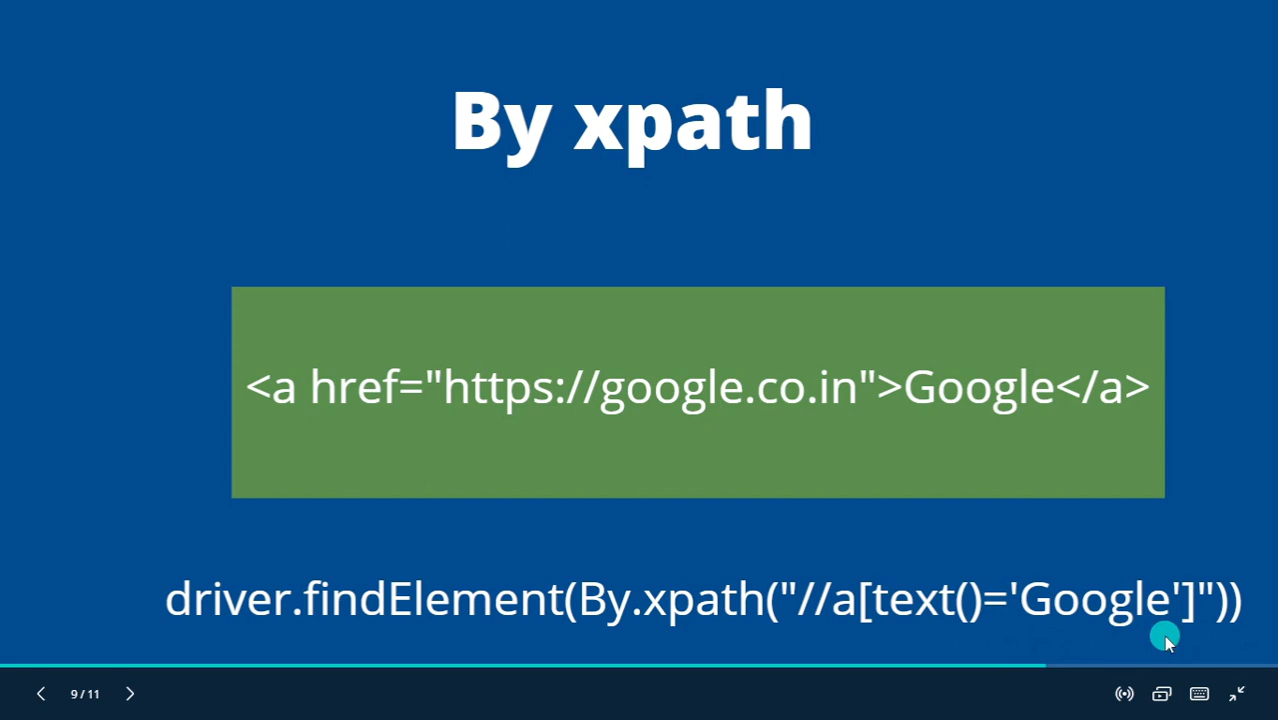 By xpath
<a href="https://google.co.in">Google</a>
driver.findElement(By.xpath("//a[text()='Google']"))
9 / 11